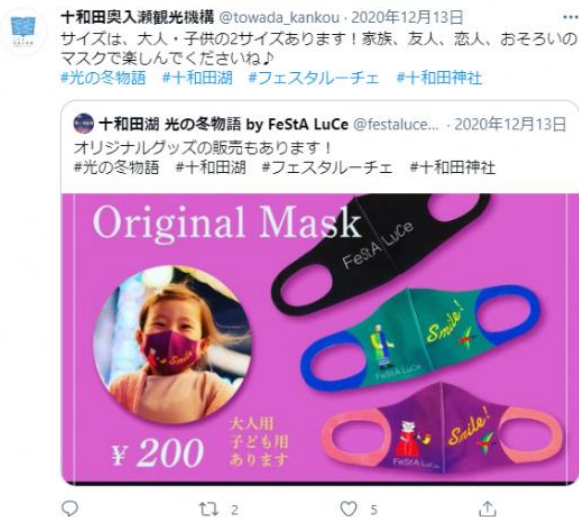 十和田奥入瀬観光機構 @towada_kankou · 2020年12月13日
サイズは、大人・子供の2サイズあります！家族、友人、恋人、おそろいの
マスクで楽しんでくださいね♪
#光の冬物語 #十和田湖 #フェスタルーチェ #十和田神社
十和田湖 光の冬物語 by FeStA LuCe @festaluce... · 2020年12月13日
オリジナルグッズの販売もあります！
#光の冬物語 #十和田湖 #フェスタルーチェ #十和田神社
Original Mask
FeStA LuCe
Smile!
FeStA LuCe
Smile!
FeStA LuCe
Smile
¥ 200
大人用
子ども用
あります
2
5